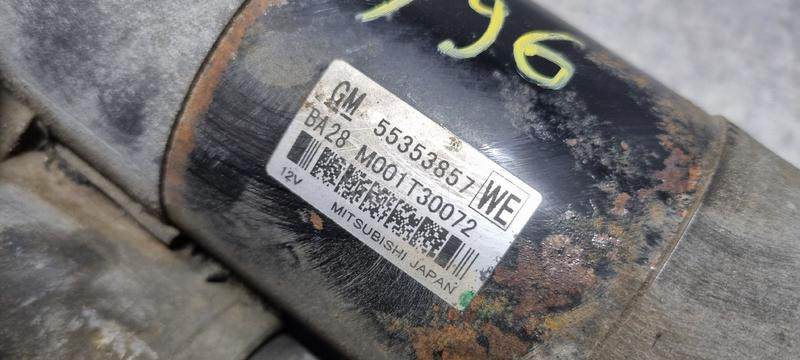 96
GM 55353857
BA28 M001T30072 WE
12V
MITSUBISHI JAPAN